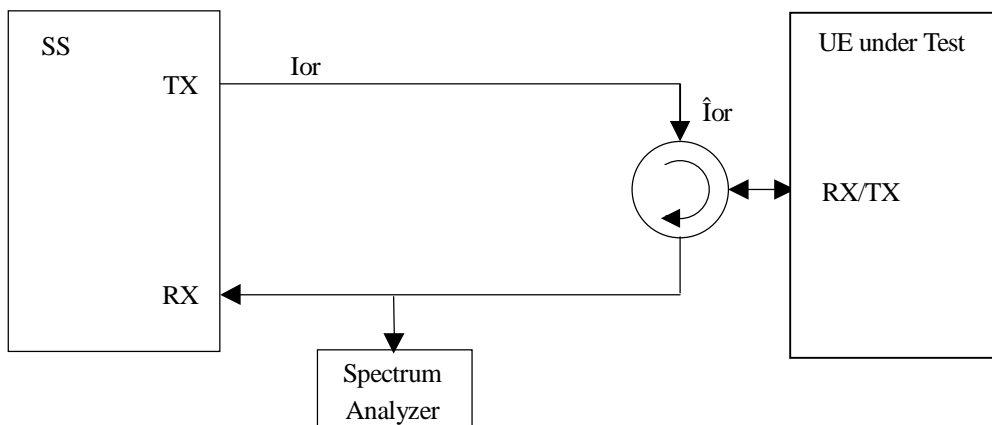 SS
UE under Test
TX
Ior
Îor
RX/TX
RX
Spectrum
Analyzer